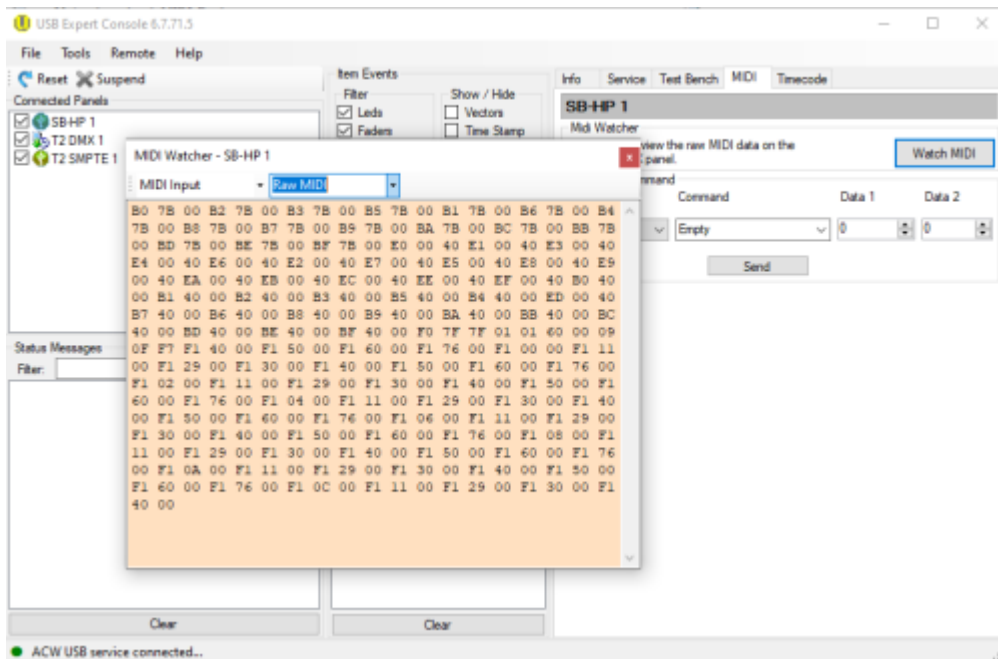 USB Expert Console 6.7.71.5
File Tools Remote Help
Reset Suspend
Connected Panels
SB-HP 1
T2 DMX 1
T2 SMPTE 1
Item Events
Filter
Leds
Faders
Show / Hide
Vectors
Time Stamp
Info Service Test Bench MIDI Timecode
SB-HP 1
Midi Watcher
view the raw MIDI data on the
panel.
Watch MIDI
Command Data 1 Data 2
Empty 0 0
Send
MIDI Watcher - SB-HP 1
x
MIDI Input Raw MIDI
B0 7B 00 B2 7B 00 B3 7B 00 B5 7B 00 B1 7B 00 B6 7B 00 B4
7B 00 B8 7B 00 B7 7B 00 B9 7B 00 BA 7B 00 BC 7B 00 BB 7B
00 BD 7B 00 BE 7B 00 BF 7B 00 E0 00 40 E1 00 40 E3 00 40
E4 00 40 E6 00 40 E2 00 40 E7 00 40 E5 00 40 E8 00 40 E9
00 40 EA 00 40 EB 00 40 EC 00 40 EE 00 40 EF 00 40 B0 40
00 B1 40 00 B2 40 00 B3 40 00 B5 40 00 B4 40 00 ED 00 40
B7 40 00 B6 40 00 B8 40 00 B9 40 00 BA 40 00 BB 40 00 BC
40 00 BD 40 00 BE 40 00 BF 40 00 F0 7F 7F 01 01 60 00 09
0F F7 F1 40 00 F1 50 00 F1 60 00 F1 76 00 F1 00 00 F1 11
00 F1 29 00 F1 30 00 F1 40 00 F1 50 00 F1 60 00 F1 76 00
F1 02 00 F1 11 00 F1 29 00 F1 30 00 F1 40 00 F1 50 00 F1
60 00 F1 76 00 F1 04 00 F1 11 00 F1 29 00 F1 30 00 F1 40
00 F1 50 00 F1 60 00 F1 76 00 F1 06 00 F1 11 00 F1 29 00
F1 30 00 F1 40 00 F1 50 00 F1 60 00 F1 76 00 F1 08 00 F1
11 00 F1 29 00 F1 30 00 F1 40 00 F1 50 00 F1 60 00 F1 76
00 F1 0A 00 F1 11 00 F1 29 00 F1 30 00 F1 40 00 F1 50 00
F1 60 00 F1 76 00 F1 0C 00 F1 11 00 F1 29 00 F1 30 00 F1
40 00
Status Messages
Filter:
Clear
Clear
ACW USB service connected...